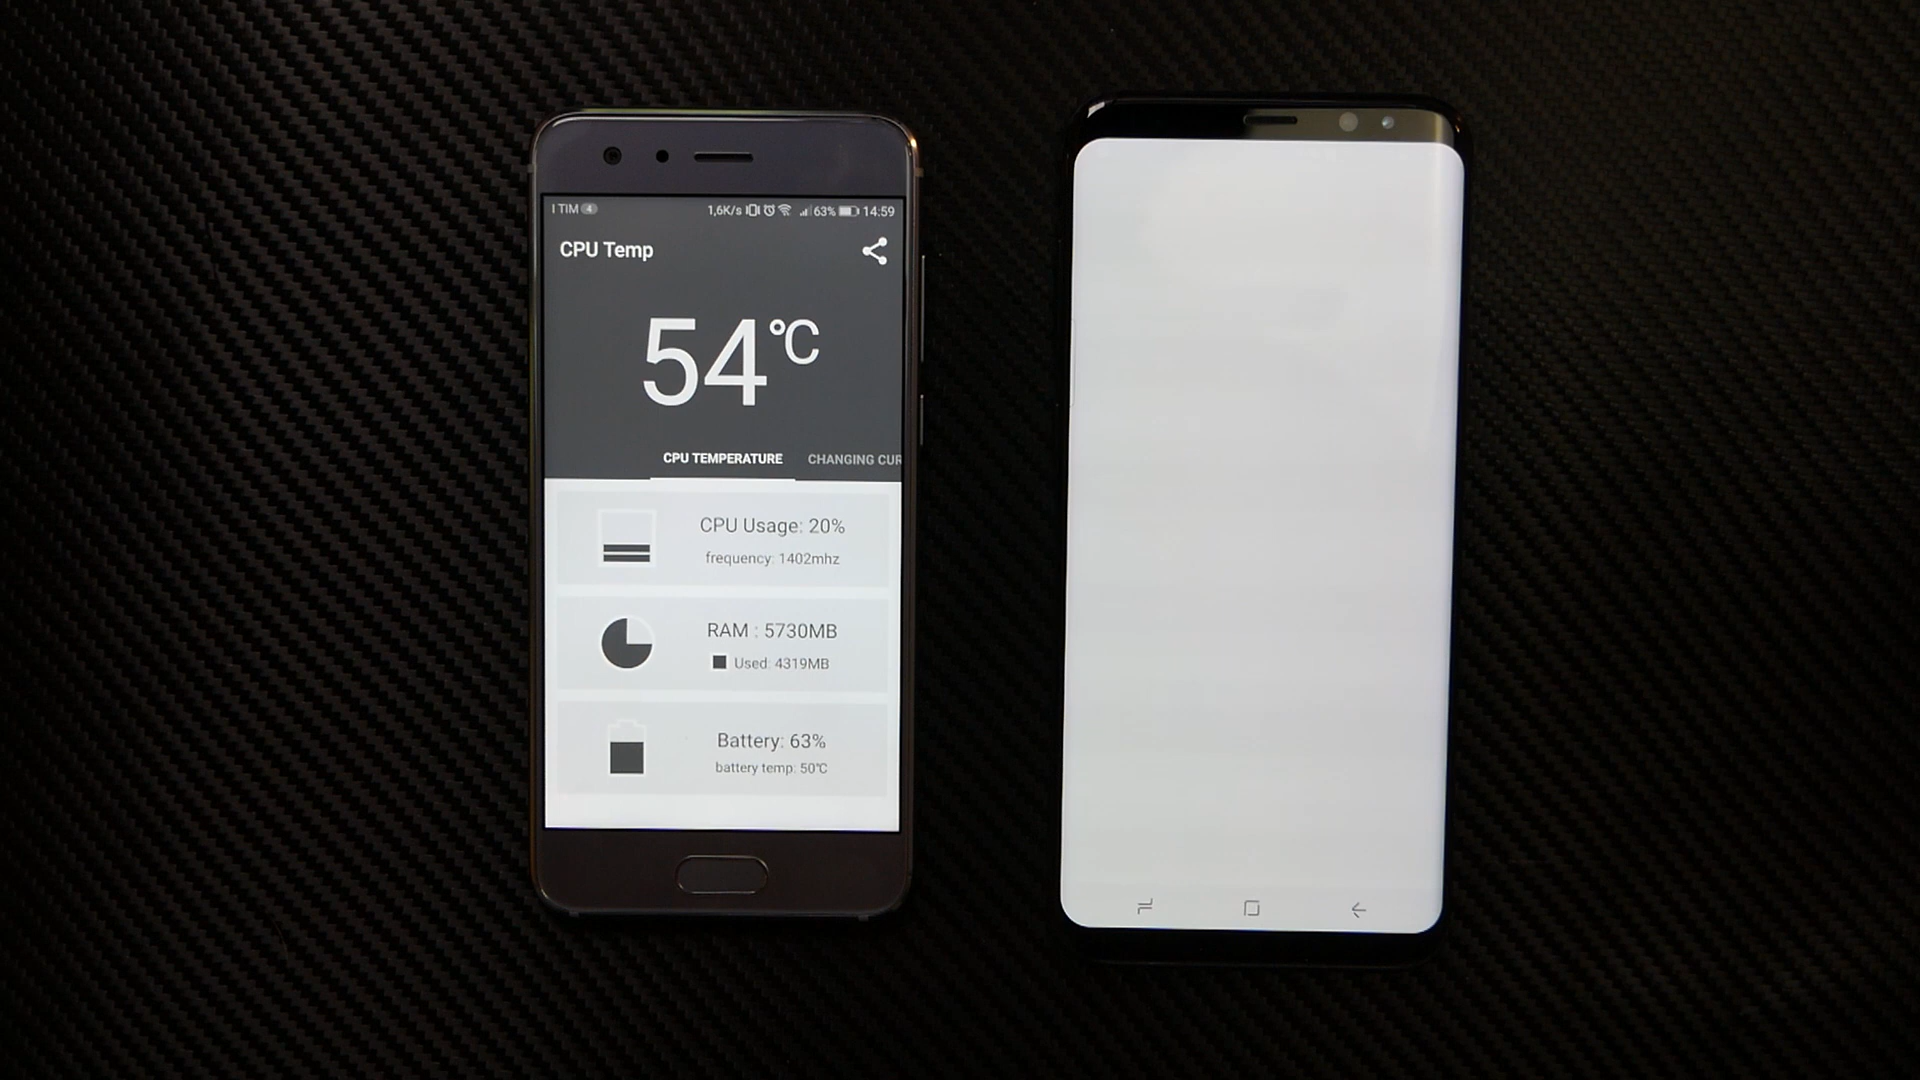 I TIM 4 1,6K/s 63% 14:59
CPU Temp
54°C
CPU TEMPERATURE CHANGING CUR
CPU Usage: 20%
frequency: 1402mhz
RAM : 5730MB
Used: 4319MB
Battery: 63%
battery temp: 50°C